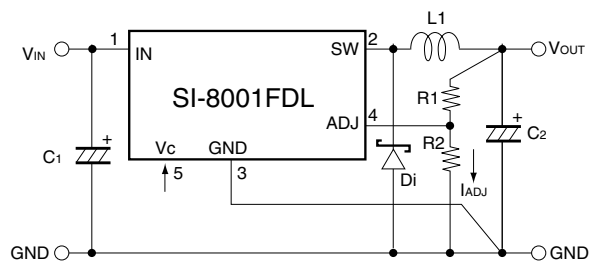 L1
VIN
1
IN
SW
2
VOUT
SI-8001FDL
R1
ADJ
4
C1
+
Vc
GND
R2
C2
+
5
3
Di
IADJ
GND
GND